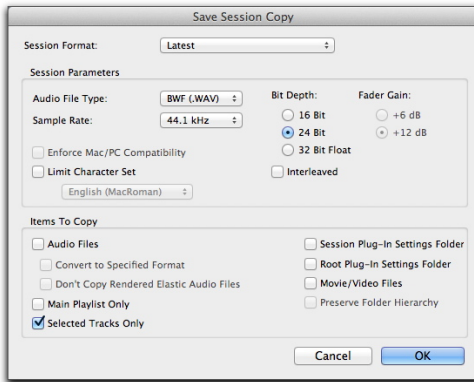 Save Session Copy
Session Format: Latest
Session Parameters
Audio File Type: BWF (.WAV)
Sample Rate: 44.1 kHz
Enforce Mac/PC Compatibility
Limit Character Set
English (MacRoman)
Bit Depth:
16 Bit
24 Bit
32 Bit Float
Interleaved
Fader Gain:
+6 dB
+12 dB
Items To Copy
Audio Files
Convert to Specified Format
Don't Copy Rendered Elastic Audio Files
Main Playlist Only
Selected Tracks Only
Session Plug-In Settings Folder
Root Plug-In Settings Folder
Movie/Video Files
Preserve Folder Hierarchy
Cancel
OK